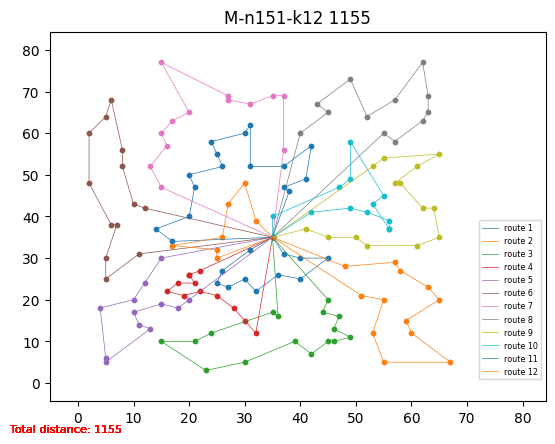 M-n151-k12 1155
80
70
60
50
40
30
20
10
0
route 1
route 2
route 3
route 4
route 5
route 6
route 7
route 8
route 9
route 10
route 11
route 12
0 10 20 30 40 50 60 70 80
Total distance: 1155